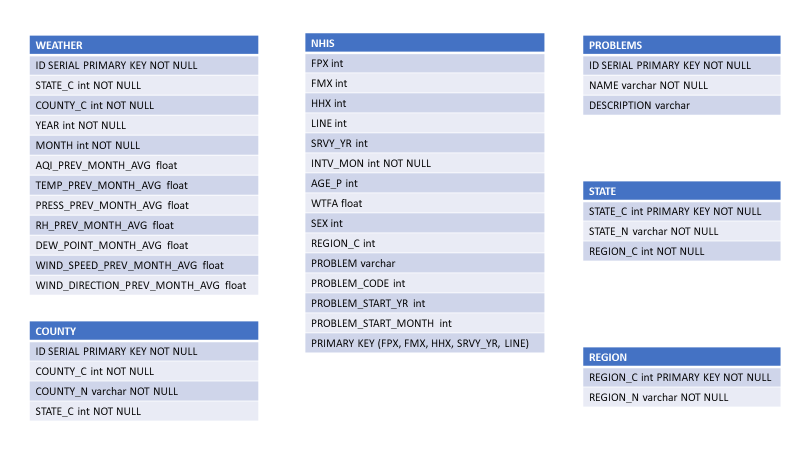 WEATHER
ID SERIAL PRIMARY KEY NOT NULL
STATE_C int NOT NULL
COUNTY_C int NOT NULL
YEAR int NOT NULL
MONTH int NOT NULL
AQI_PREV_MONTH_AVG float
TEMP_PREV_MONTH_AVG float
PRESS_PREV_MONTH_AVG float
RH_PREV_MONTH_AVG float
DEW_POINT_MONTH_AVG float
WIND_SPEED_PREV_MONTH_AVG float
WIND_DIRECTION_PREV_MONTH_AVG float
COUNTY
ID SERIAL PRIMARY KEY NOT NULL
COUNTY_C int NOT NULL
COUNTY_N varchar NOT NULL
STATE_C int NOT NULL
NHIS
FPX int
FMX int
HHX int
LINE int
SRVY_YR int
INTV_MON int NOT NULL
AGE_P int
WTFA float
SEX int
REGION_C int
PROBLEM varchar
PROBLEM_CODE int
PROBLEM_START_YR int
PROBLEM_START_MONTH int
PRIMARY KEY (FPX, FMX, HHX, SRVY_YR, LINE)
PROBLEMS
ID SERIAL PRIMARY KEY NOT NULL
NAME varchar NOT NULL
DESCRIPTION varchar
STATE
STATE_C int PRIMARY KEY NOT NULL
STATE_N varchar NOT NULL
REGION_C int NOT NULL
REGION
REGION_C int PRIMARY KEY NOT NULL
REGION_N varchar NOT NULL